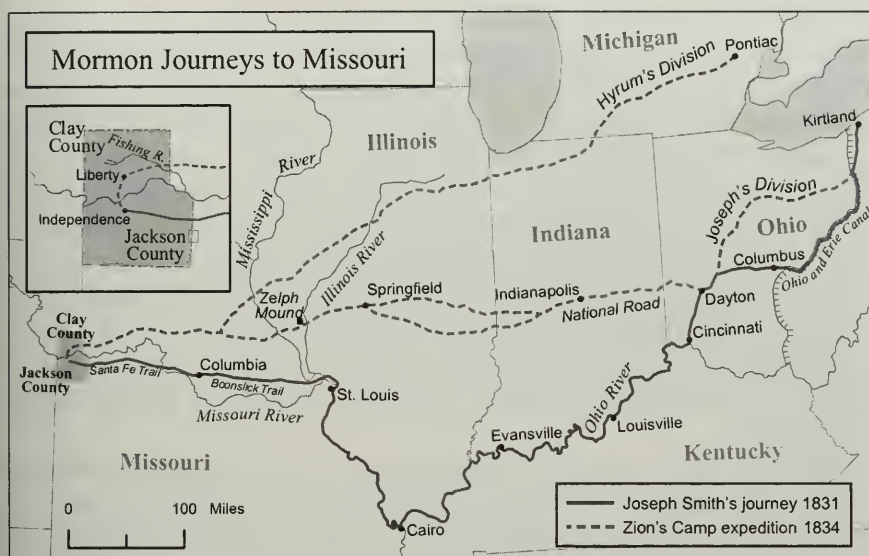 Mormon Journeys to Missouri
Michigan
Pontiac
Hyrum's Division
Kirtland
Clay
County
Fishing R.
Liberty
Independence
Jackson
County
Illinois
Mississippi
River
Illinois River
Indiana
Joseph's Division
Ohio
Columbus
Ohio and Erie Canal
Zelph
Mound
Springfield
Indianapolis
National Road
Dayton
Cincinnati
Clay
County
Jackson
County
Santa Fe Trail
Columbia
Boonslick Trail
Missouri River
St. Louis
Ohio River
Louisville
Evansville
Kentucky
Missouri
Cairo
0 100 Miles
Joseph Smith's journey 1831
Zion's Camp expedition 1834